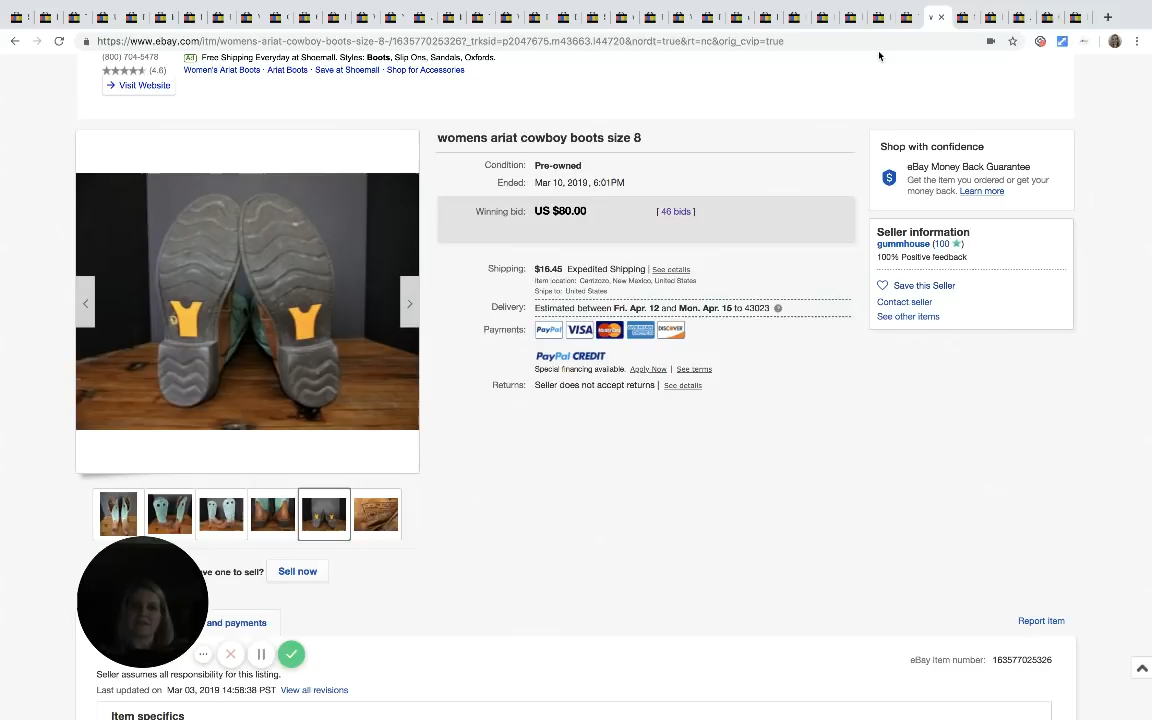 https://www.ebay.com/itm/womens-ariat-cowboy-boots-size-8-/163577025326?_trksid=p2047675.m43663.l44720&nordt=true&rt=nc&orig_cvip=true
(800) 704-5478
Ad Free Shipping Everyday at Shoemall. Styles: Boots, Slip Ons, Sandals, Oxfords.
(4.6)
Women's Ariat Boots · Ariat Boots · Save at Shoemall · Shop for Accessories
Visit Website
womens ariat cowboy boots size 8
Condition: Pre-owned
Ended: Mar 10, 2019, 6:01PM
Winning bid: US $80.00 [ 46 bids ]
Shipping: $16.45 Expedited Shipping | See details
Item location: Carrizozo, New Mexico, United States
Ships to: United States
Delivery: Estimated between Fri. Apr. 12 and Mon. Apr. 15 to 43023
Payments: PayPal VISA MasterCard DISCOVER
PayPal CREDIT
Special financing available. Apply Now | See terms
Returns: Seller does not accept returns | See details
Shop with confidence
eBay Money Back Guarantee
Get the item you ordered or get your
money back. Learn more
Seller information
gummhouse (100)
100% Positive feedback
Save this Seller
Contact seller
See other items
ave one to sell? Sell now
and payments
Report item
eBay item number: 163577025326
Seller assumes all responsibility for this listing.
Last updated on Mar 03, 2019 14:58:38 PST View all revisions
Item specifics